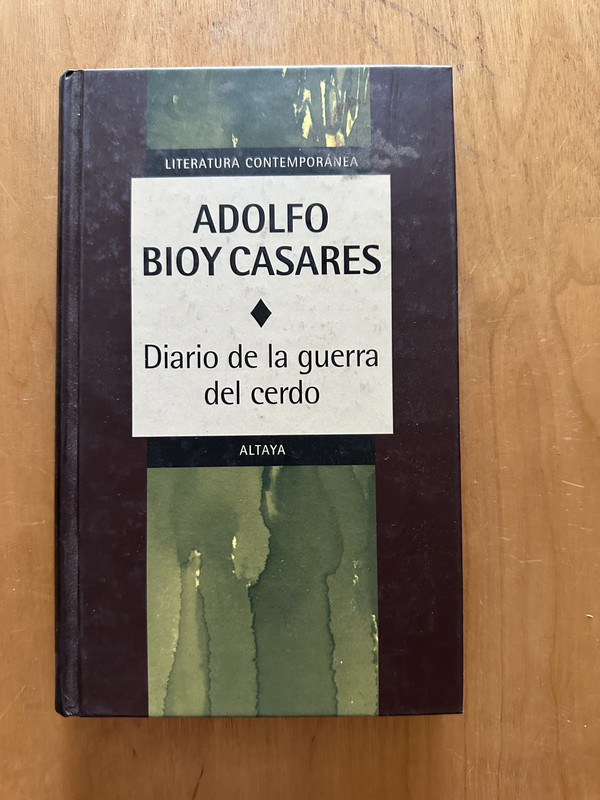 LITERATURA CONTEMPORÁNEA
ADOLFO
BIOY CASARES
Diario de la guerra
del cerdo
ALTAYA